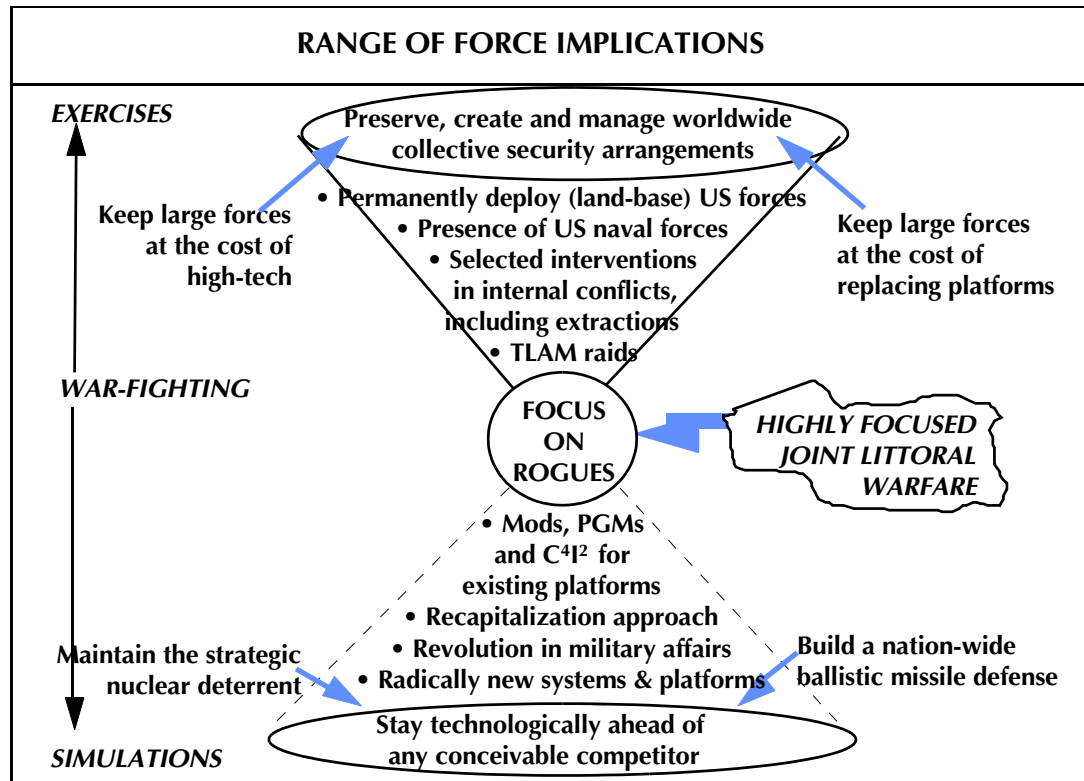 RANGE OF FORCE IMPLICATIONS
EXERCISES
Preserve, create and manage worldwide
collective security arrangements
Keep large forces
at the cost of
high-tech
• Permanently deploy (land-base) US forces
• Presence of US naval forces
• Selected interventions
in internal conflicts,
including extractions
• TLAM raids
Keep large forces
at the cost of
replacing platforms
WAR-FIGHTING
FOCUS
ON
ROGUES
HIGHLY FOCUSED
JOINT LITTORAL
WARFARE
• Mods, PGMs
and C⁴I² for
existing platforms
• Recapitalization approach
• Revolution in military affairs
• Radically new systems & platforms
Maintain the strategic
nuclear deterrent
Build a nation-wide
ballistic missile defense
Stay technologically ahead of
any conceivable competitor
SIMULATIONS